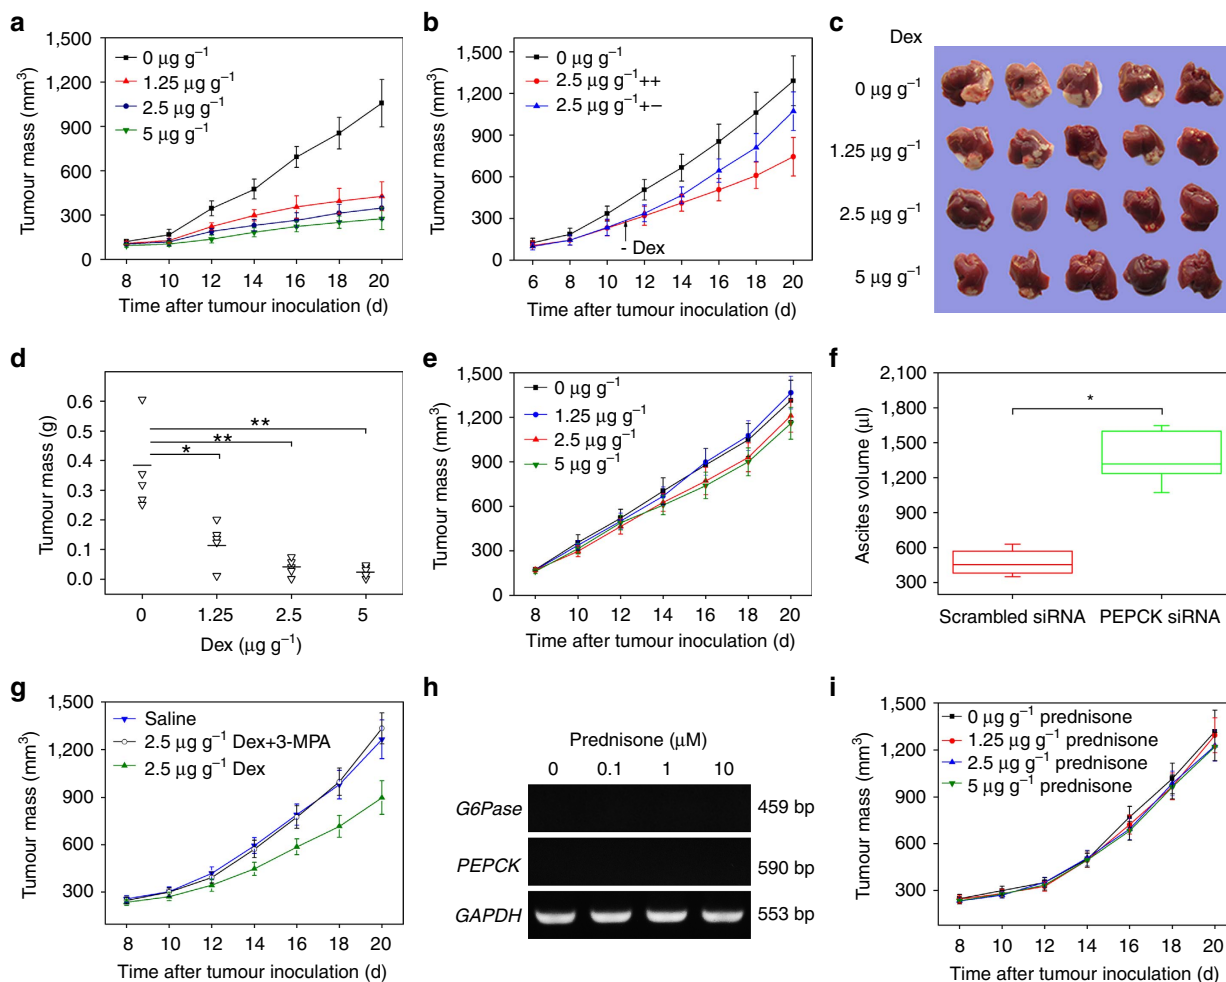 a
1,500
1,200
900
600
300
0
Tumour mass (mm³)
0 µg g⁻¹
1.25 µg g⁻¹
2.5 µg g⁻¹
5 µg g⁻¹
8 10 12 14 16 18 20
Time after tumour inoculation (d)
b
1,500
1,200
900
600
300
0
Tumour mass (mm³)
0 µg g⁻¹
2.5 µg g⁻¹++
2.5 µg g⁻¹+−
- Dex
6 8 10 12 14 16 18 20
Time after tumour inoculation (d)
c
Dex
0 µg g⁻¹
1.25 µg g⁻¹
2.5 µg g⁻¹
5 µg g⁻¹
d
0.6
0.5
0.4
0.3
0.2
0.1
0.0
Tumour mass (g)
**
**
*
0 1.25 2.5 5
Dex (µg g⁻¹)
e
1,500
1,200
900
600
300
0
Tumour mass (mm³)
0 µg g⁻¹
1.25 µg g⁻¹
2.5 µg g⁻¹
5 µg g⁻¹
8 10 12 14 16 18 20
Time after tumour inoculation (d)
f
2,100
1,800
1,500
1,200
900
600
300
Ascites volume (µl)
*
Scrambled siRNA PEPCK siRNA
g
1,500
1,200
900
600
300
Tumour mass (mm³)
Saline
2.5 µg g⁻¹ Dex+3-MPA
2.5 µg g⁻¹ Dex
8 10 12 14 16 18 20
Time after tumour inoculation (d)
h
Prednisone (µM)
0 0.1 1 10
G6Pase 459 bp
PEPCK 590 bp
GAPDH 553 bp
i
1,500
1,200
900
600
300
Tumour mass (mm³)
0 µg g⁻¹ prednisone
1.25 µg g⁻¹ prednisone
2.5 µg g⁻¹ prednisone
5 µg g⁻¹ prednisone
8 10 12 14 16 18 20
Time after tumour inoculation (d)